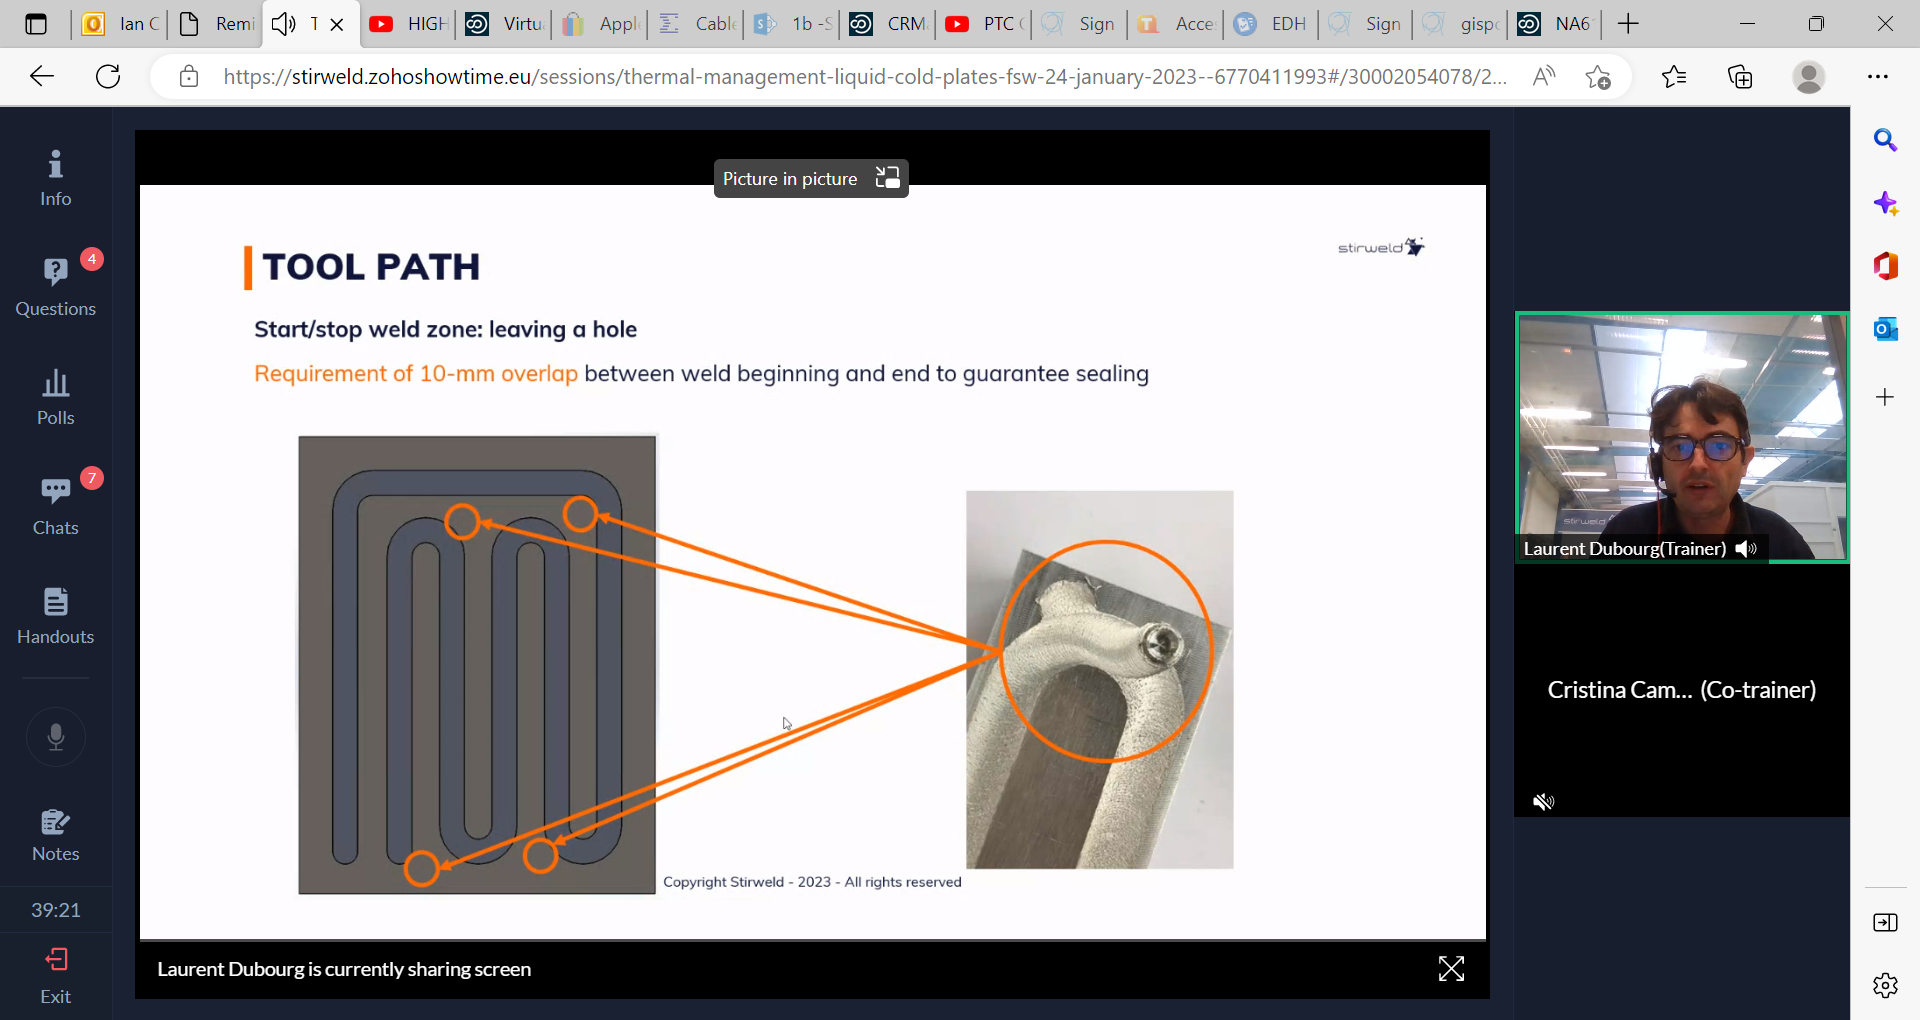 Ian C
Remi
T
HIGH
Virtu
Appl
Cable
1b -S
CRM
PTC
Sign
Acce
EDH
Sign
gisp
NA6
https://stirweld.zohoshowtime.eu/sessions/thermal-management-liquid-cold-plates-fsw-24-january-2023--6770411993#/30002054078/2...
Info
4
Questions
Polls
7
Chats
Handouts
Notes
39:21
Exit
Picture in picture
TOOL PATH
stirweld
Start/stop weld zone: leaving a hole
Requirement of 10-mm overlap between weld beginning and end to guarantee sealing
Copyright Stirweld - 2023 - All rights reserved
Laurent Dubourg is currently sharing screen
stirweld
Laurent Dubourg(Trainer)
Cristina Cam... (Co-trainer)